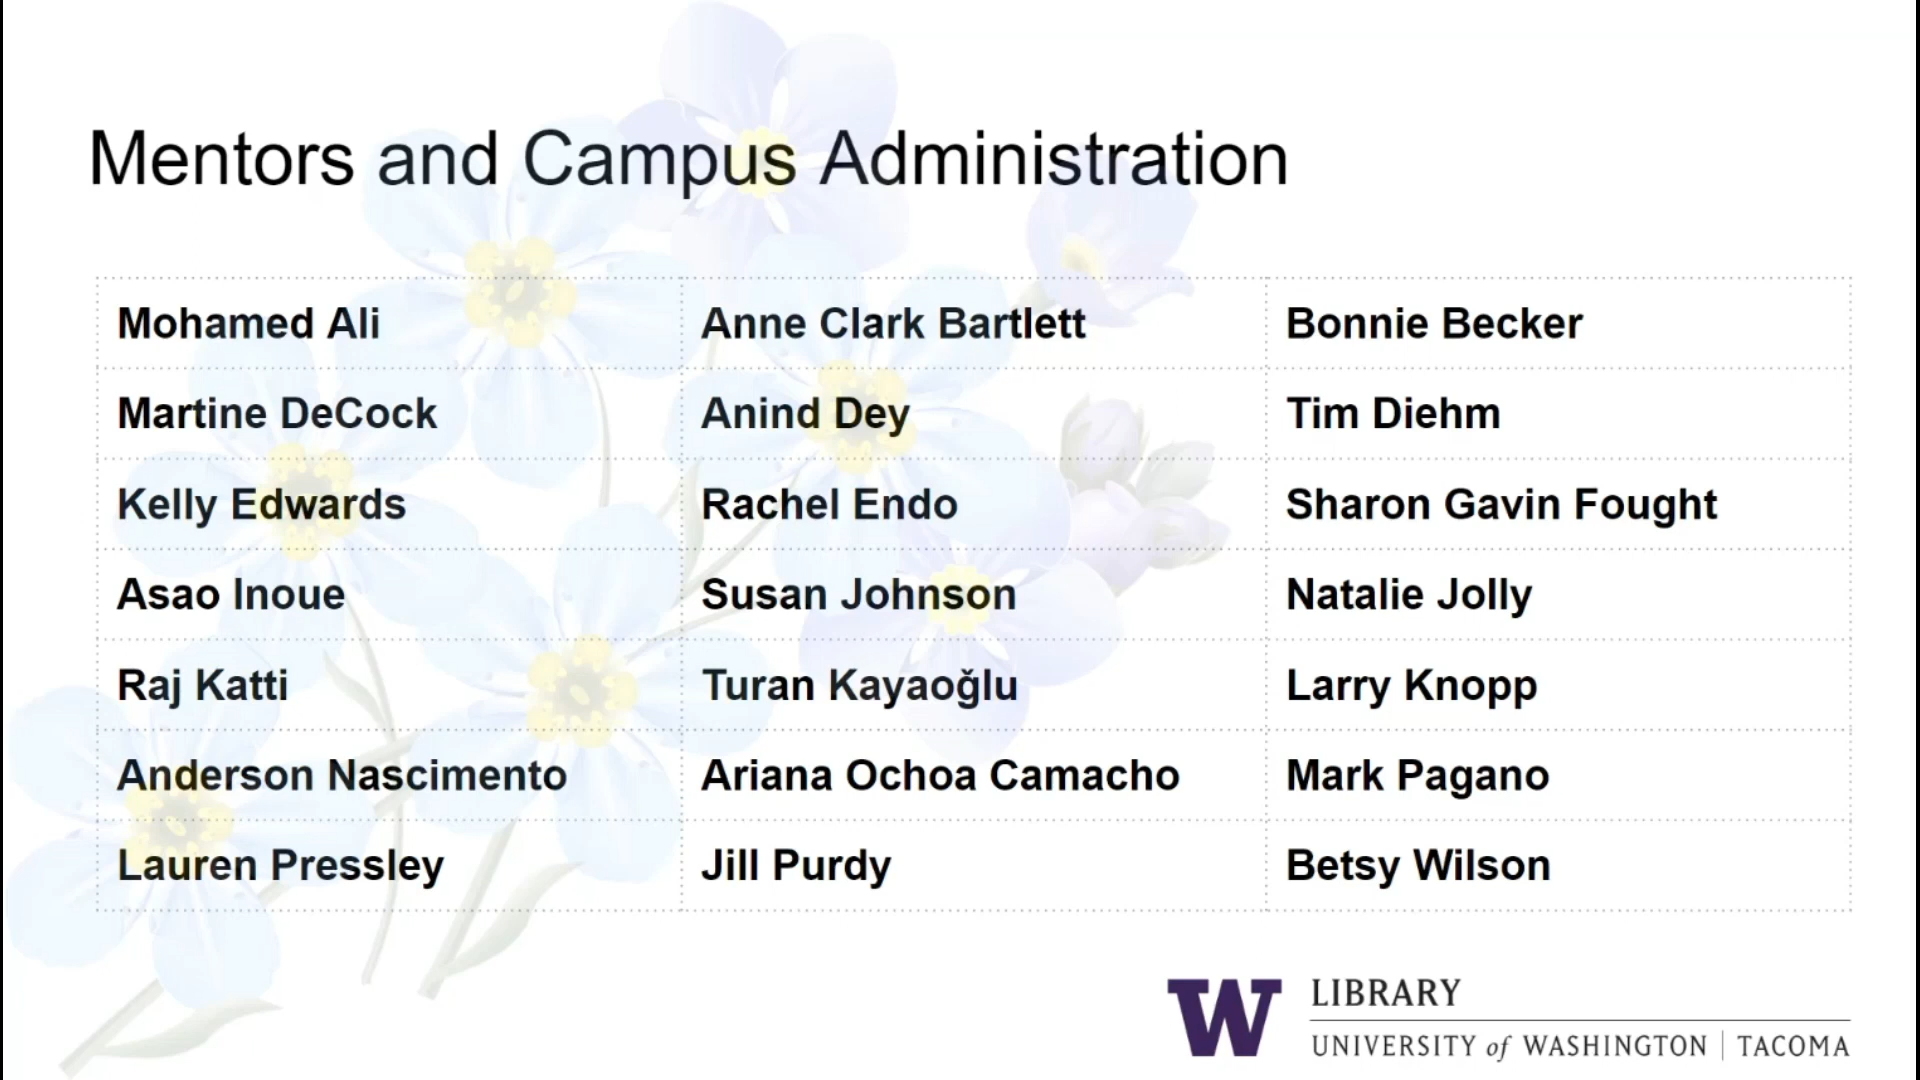 Mentors and Campus Administration
Mohamed Ali Anne Clark Bartlett Bonnie Becker
Martine DeCock Anind Dey Tim Diehm
Kelly Edwards Rachel Endo Sharon Gavin Fought
Asao Inoue Susan Johnson Natalie Jolly
Raj Katti Turan Kayaoğlu Larry Knopp
Anderson Nascimento Ariana Ochoa Camacho Mark Pagano
Lauren Pressley Jill Purdy Betsy Wilson
W LIBRARY
UNIVERSITY of WASHINGTON | TACOMA